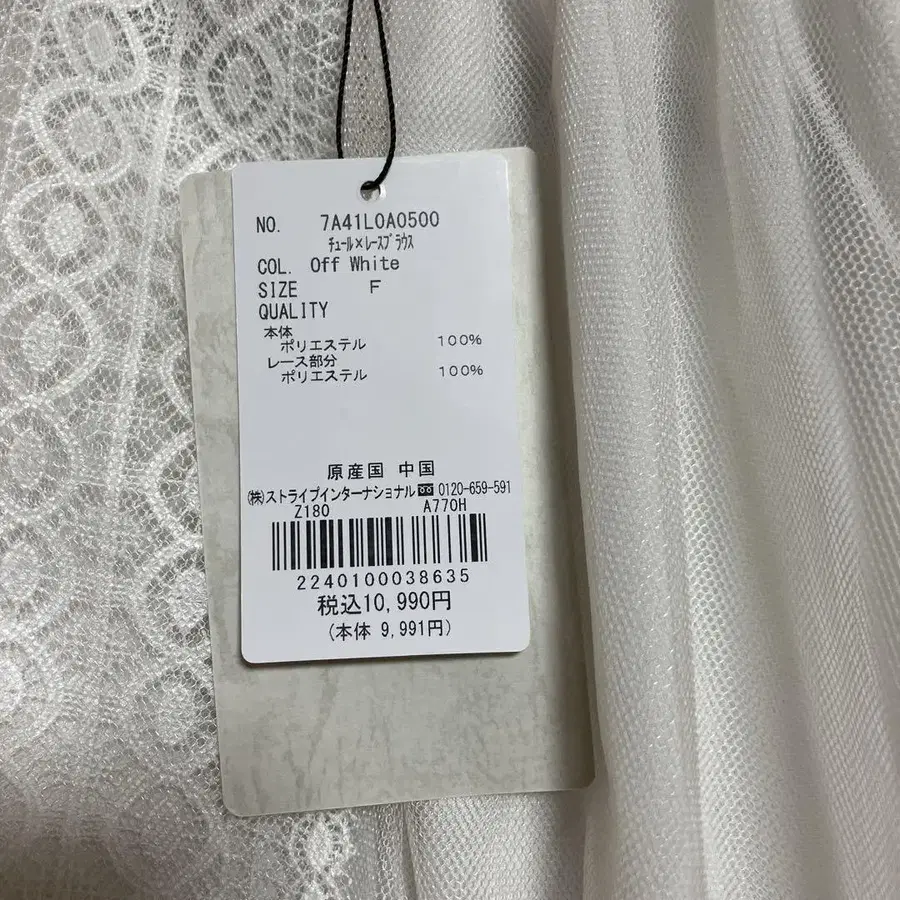 NO. 7A41L0A0500
ﾁｭｰﾙ×ﾚｰｽﾌﾞﾗｳｽ
COL. Off White
SIZE F
QUALITY
本体
ポリエステル 100%
レース部分
ポリエステル 100%
原産国 中国
㈱ストライプインターナショナル 0120-659-591
Z180 A770H
2240100038635
税込10,990円
(本体 9,991円)